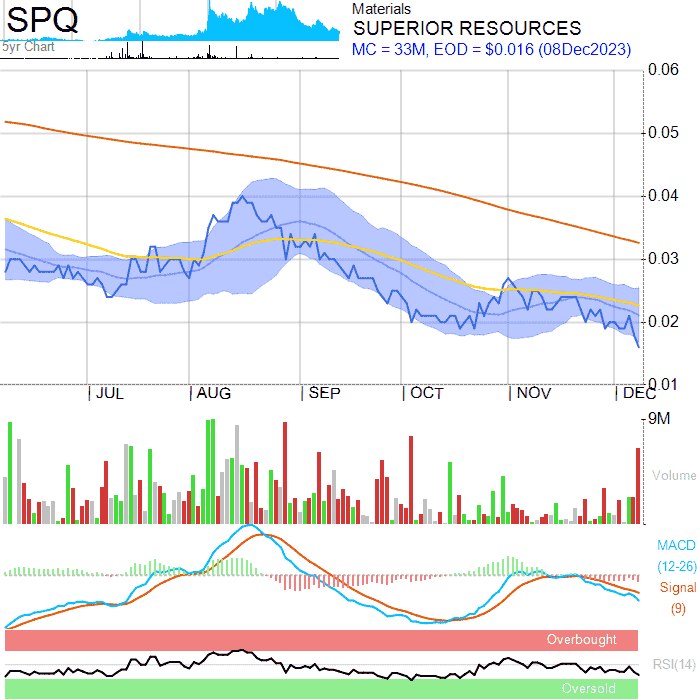 SPQ
5yr Chart
Materials
SUPERIOR RESOURCES
MC = 33M, EOD = $0.016 (08Dec2023)
0.06
0.05
0.04
0.03
0.02
0.01
JUL AUG SEP OCT NOV DEC
9M
Volume
MACD
(12-26)
Signal
(9)
Overbought
RSI(14)
Oversold